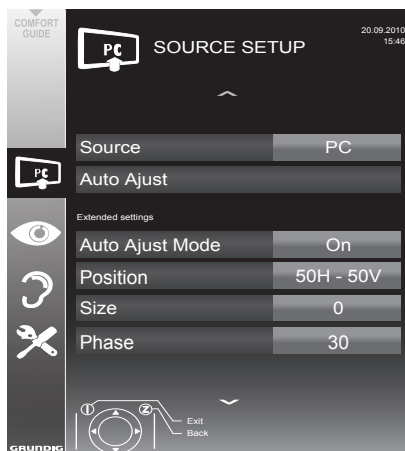 COMFORT
GUIDE
PC
SOURCE SETUP
20.09.2010
15:46
Source PC
PC
Auto Ajust
Extended settings
Auto Ajust Mode On
Position 50H - 50V
Size 0
Phase 30
Z
Exit
Back
GRUNDIG